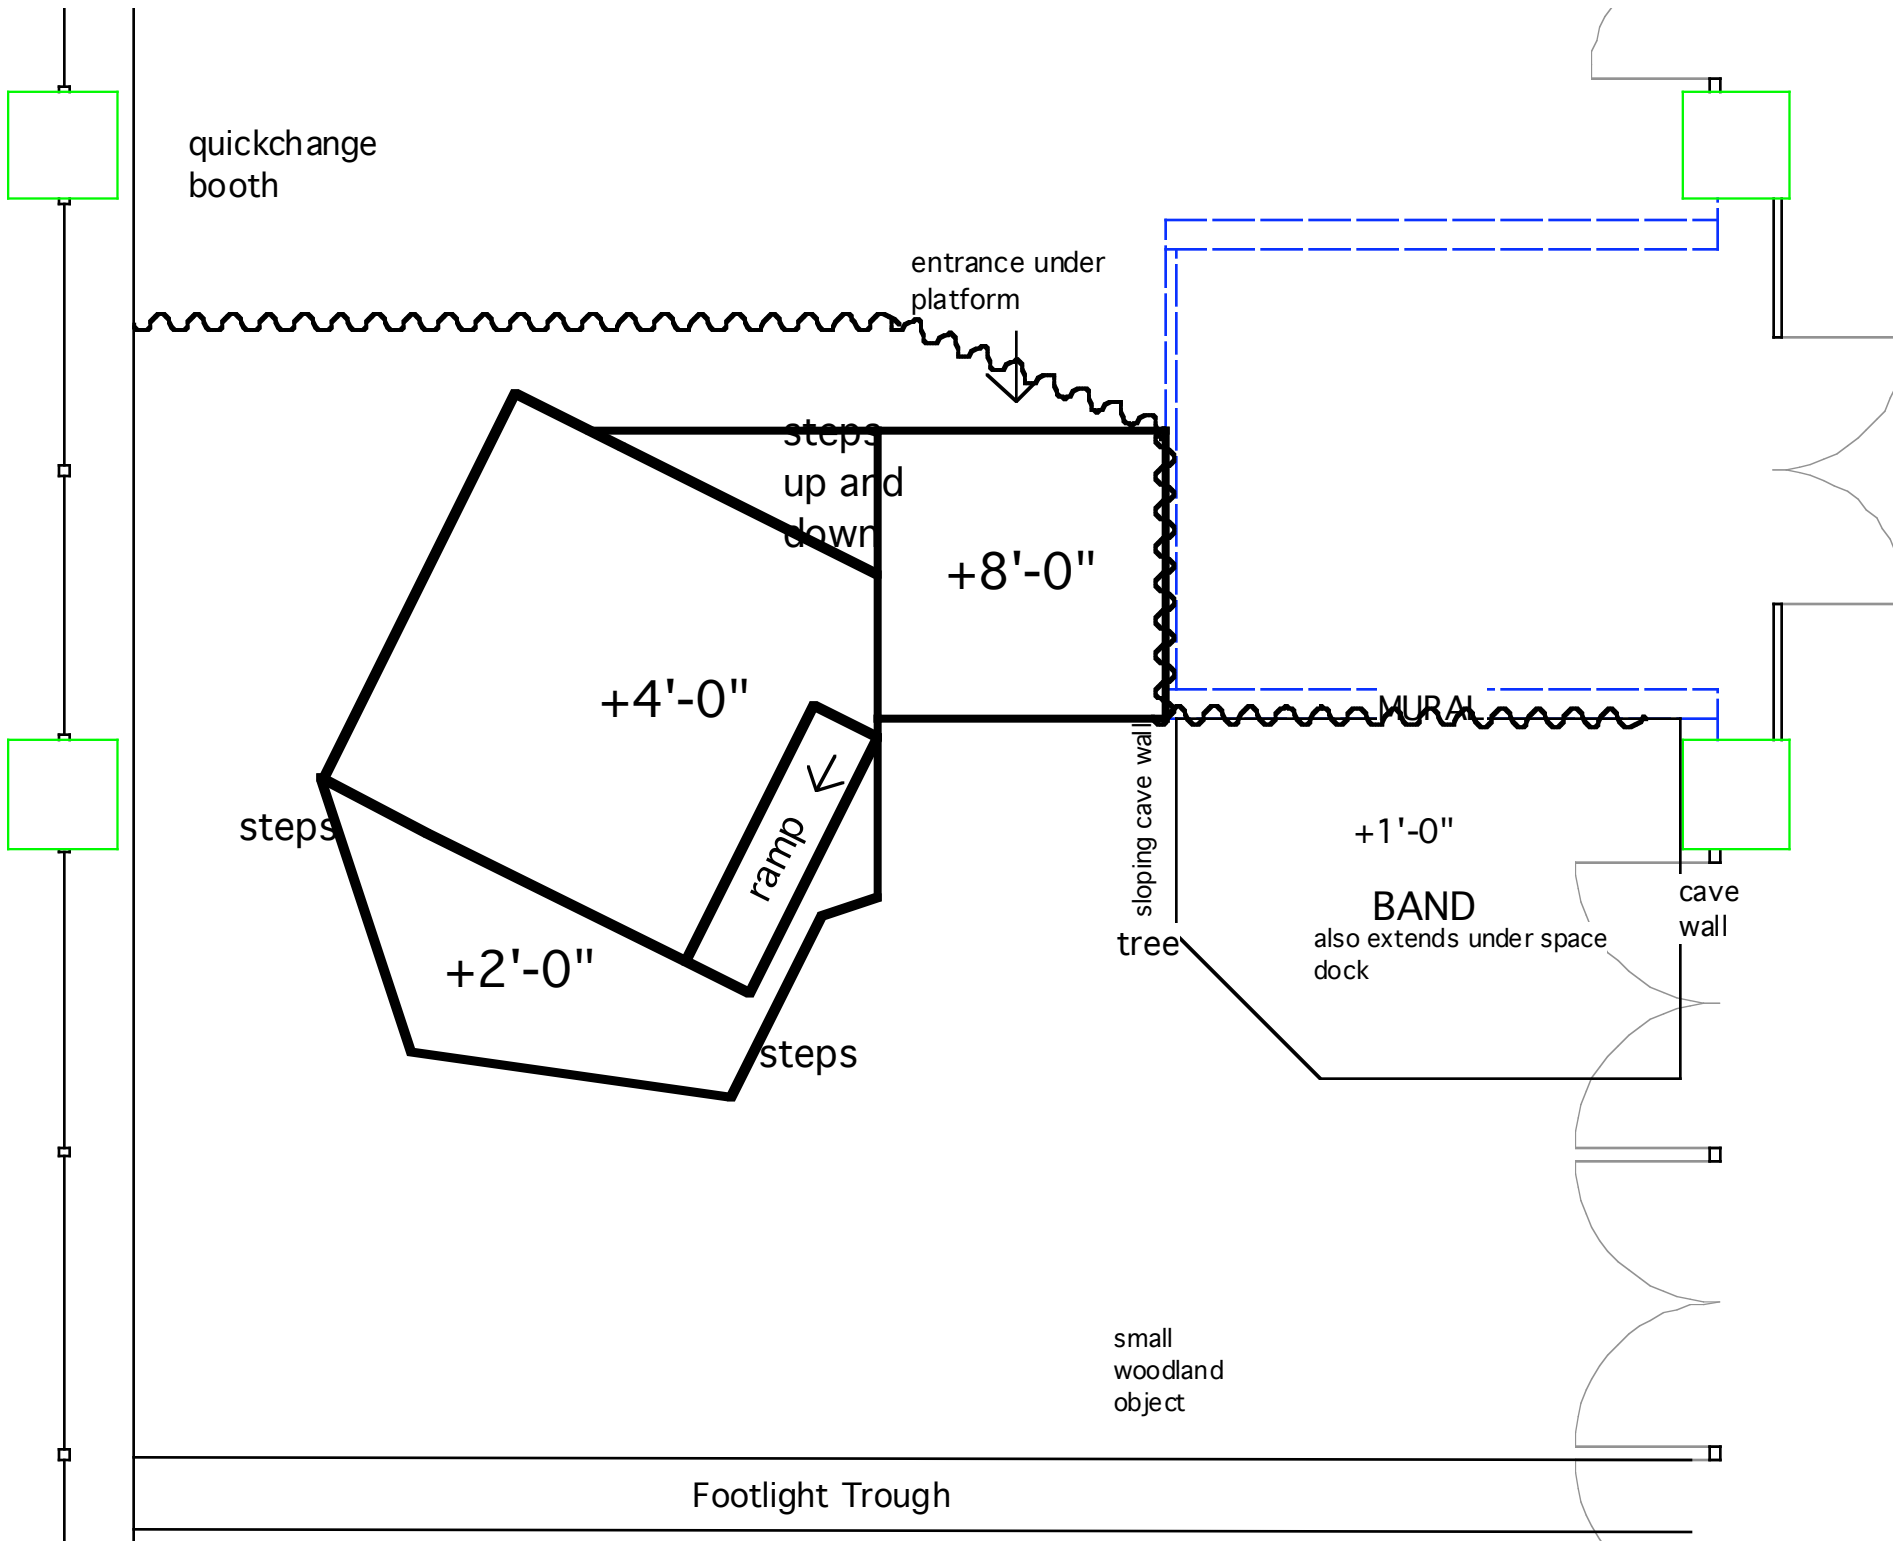 quickchange
booth
entrance under
platform
steps
up and
down
+8'-0"
+4'-0"
MURAL
sloping cave wall
steps
ramp
+1'-0"
cave
wall
BAND
also extends under space
dock
tree
+2'-0"
steps
small
woodland
object
Footlight Trough